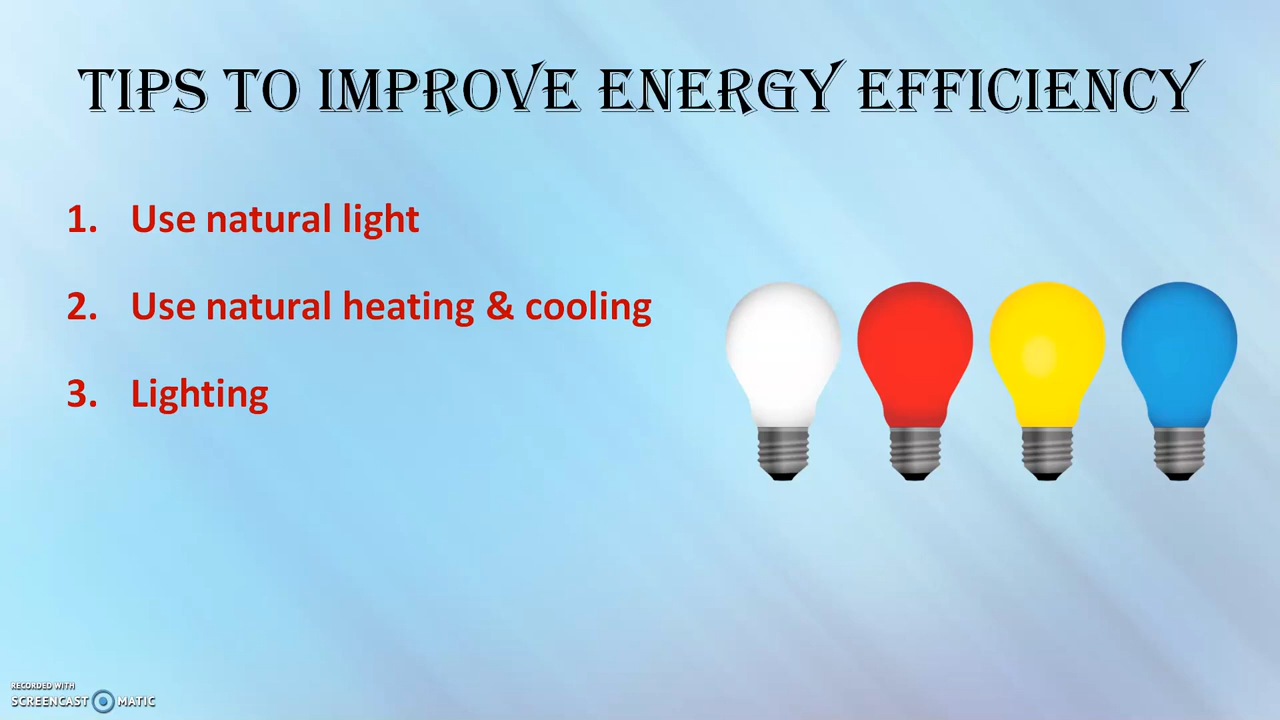 TIPS TO IMPROVE ENERGY EFFICIENCY
1. Use natural light
2. Use natural heating & cooling
3. Lighting
RECORDED WITH
SCREENCAST MATIC